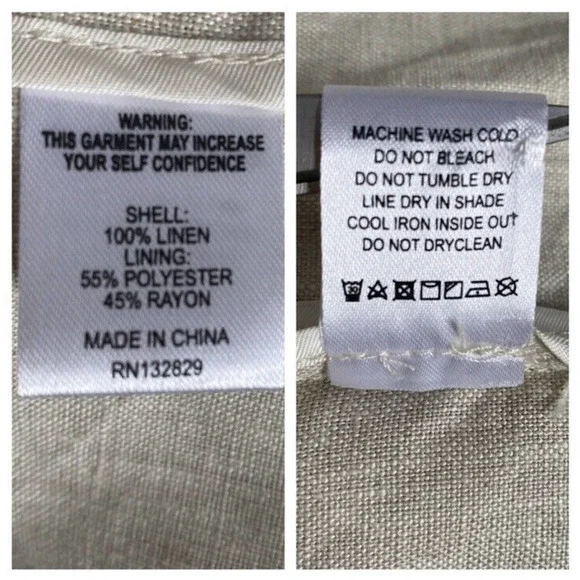 WARNING:
THIS GARMENT MAY INCREASE
YOUR SELF CONFIDENCE
SHELL:
100% LINEN
LINING:
55% POLYESTER
45% RAYON
MADE IN CHINA
RN132829
MACHINE WASH COLD
DO NOT BLEACH
DO NOT TUMBLE DRY
LINE DRY IN SHADE
COOL IRON INSIDE OUT
DO NOT DRYCLEAN
30